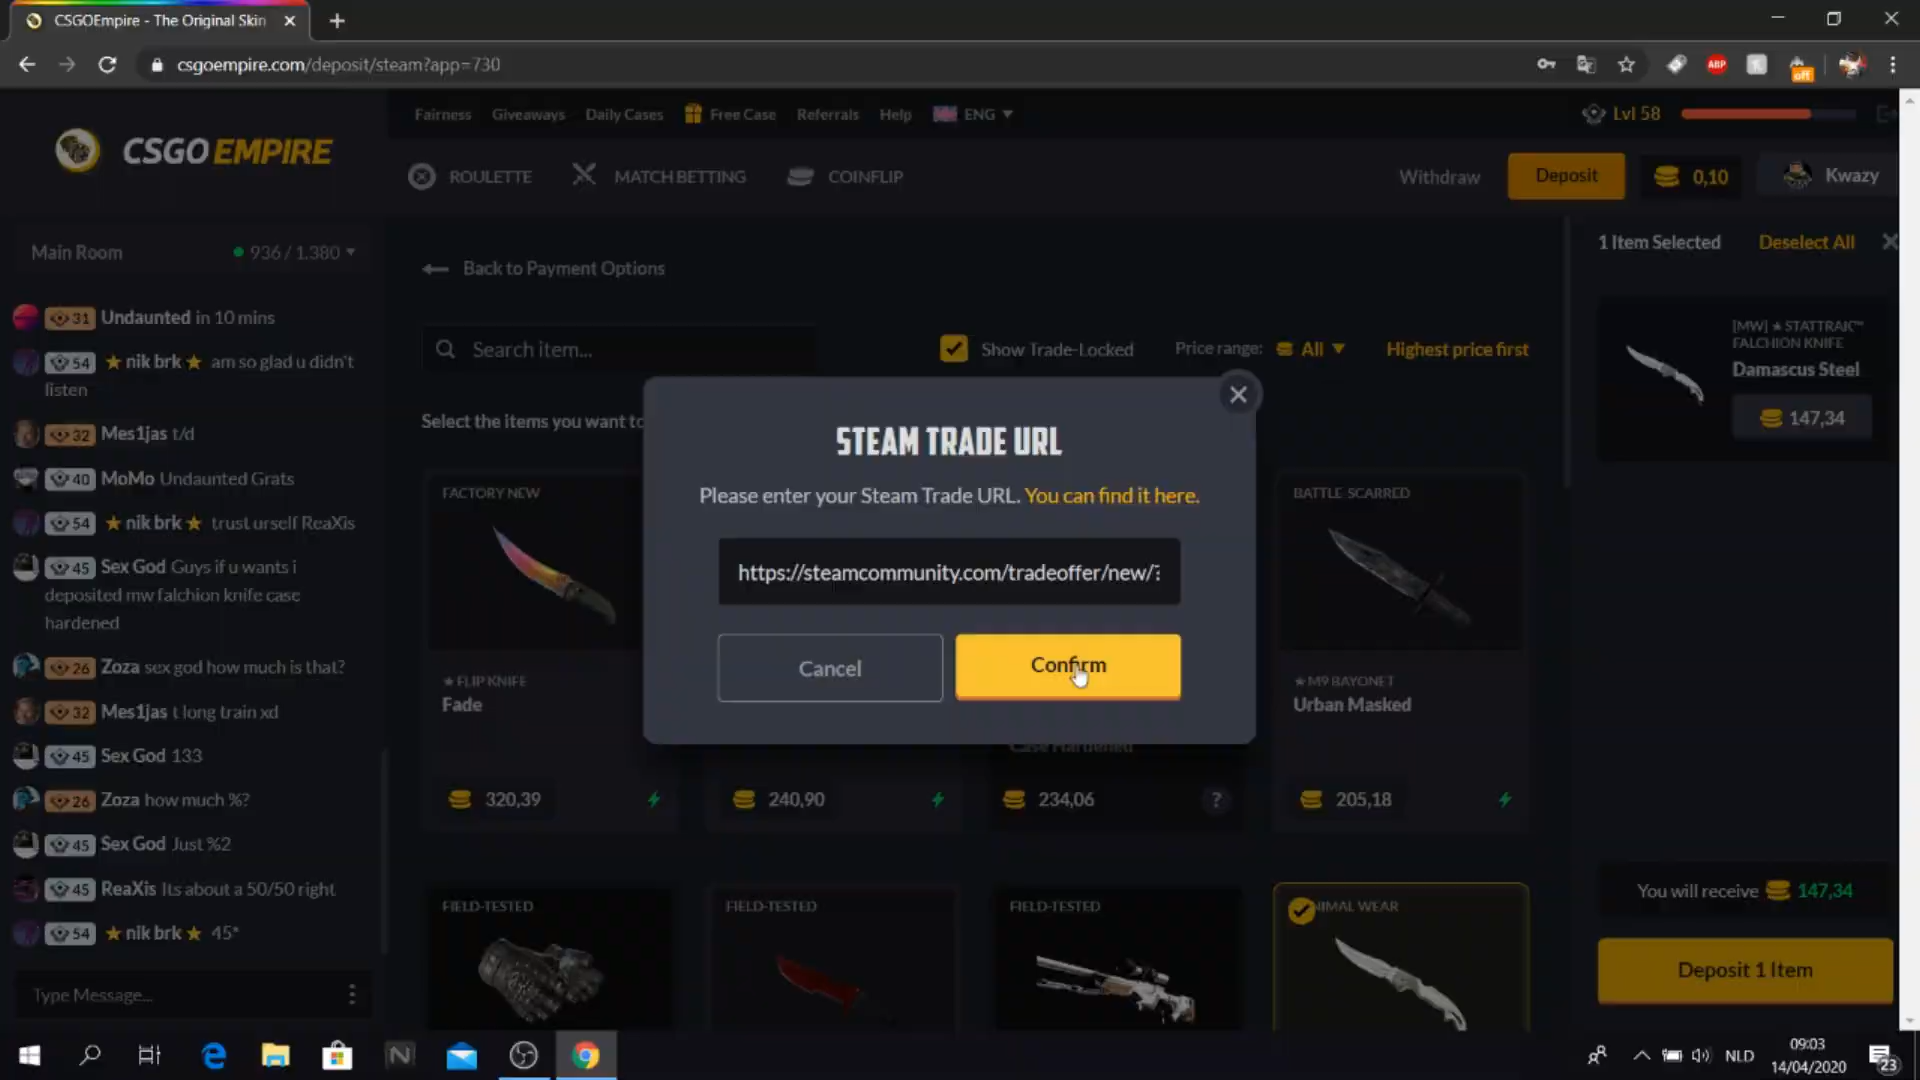 CSGOEmpire - The Original Skin
csgoempire.com/deposit/steam?app=730
ABP
off
Fairness Giveaways Daily Cases Free Case Referrals Help ENG
Lvl 58
CSGOEMPIRE
ROULETTE MATCH BETTING COINFLIP
Withdraw Deposit 0,10 Kwazy
Main Room 936 / 1.380
31 Undaunted in 10 mins
54 ★ nik brk ★ am so glad u didn't
listen
32 Mes1jas t/d
40 MoMo Undaunted Grats
54 ★ nik brk ★ trust urself ReaXis
45 Sex God Guys if u wants i
deposited mw falchion knife case
hardened
26 Zoza sex god how much is that?
32 Mes1jas t long train xd
45 Sex God 133
26 Zoza how much %?
45 Sex God Just %2
45 ReaXis Its about a 50/50 right
54 ★ nik brk ★ 45*
Type Message...
Back to Payment Options
Search item...
Show Trade-Locked Price range: All Highest price first
Select the items you want to
STEAM TRADE URL
Please enter your Steam Trade URL. You can find it here.
https://steamcommunity.com/tradeoffer/new/?
Cancel Confirm
FACTORY NEW
★ FLIP KNIFE
Fade
320,39
240,90
Case Hardened
234,06 ?
BATTLE SCARRED
★ M9 BAYONET
Urban Masked
205,18
FIELD-TESTED
FIELD-TESTED
FIELD-TESTED
NIMAL WEAR
1 Item Selected Deselect All
[MW] ★ STATTRAK™
FALCHION KNIFE
Damascus Steel
147,34
You will receive 147,34
Deposit 1 Item
NLD
09:03
14/04/2020
23